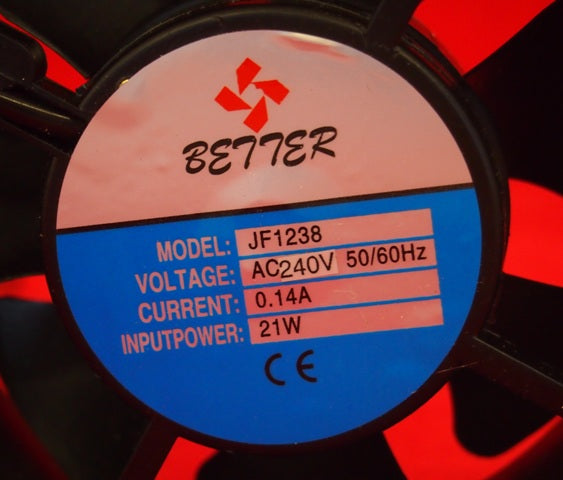 BETTER
MODEL: JF1238
VOLTAGE: AC240V 50/60Hz
CURRENT: 0.14A
INPUTPOWER: 21W
CE